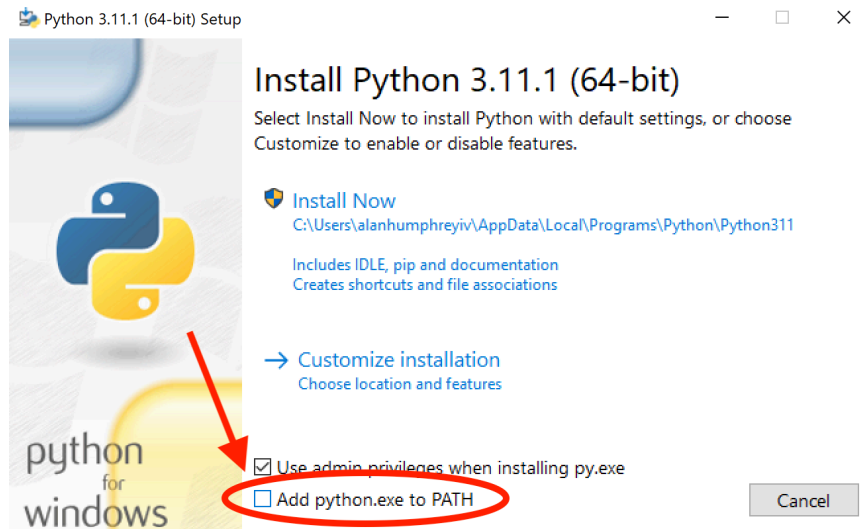 Python 3.11.1 (64-bit) Setup
Install Python 3.11.1 (64-bit)
Select Install Now to install Python with default settings, or choose
Customize to enable or disable features.
Install Now
C:\Users\alanhumphreyiv\AppData\Local\Programs\Python\Python311
Includes IDLE, pip and documentation
Creates shortcuts and file associations
Customize installation
Choose location and features
Use admin privileges when installing py.exe
Add python.exe to PATH
Cancel
python
for
windows